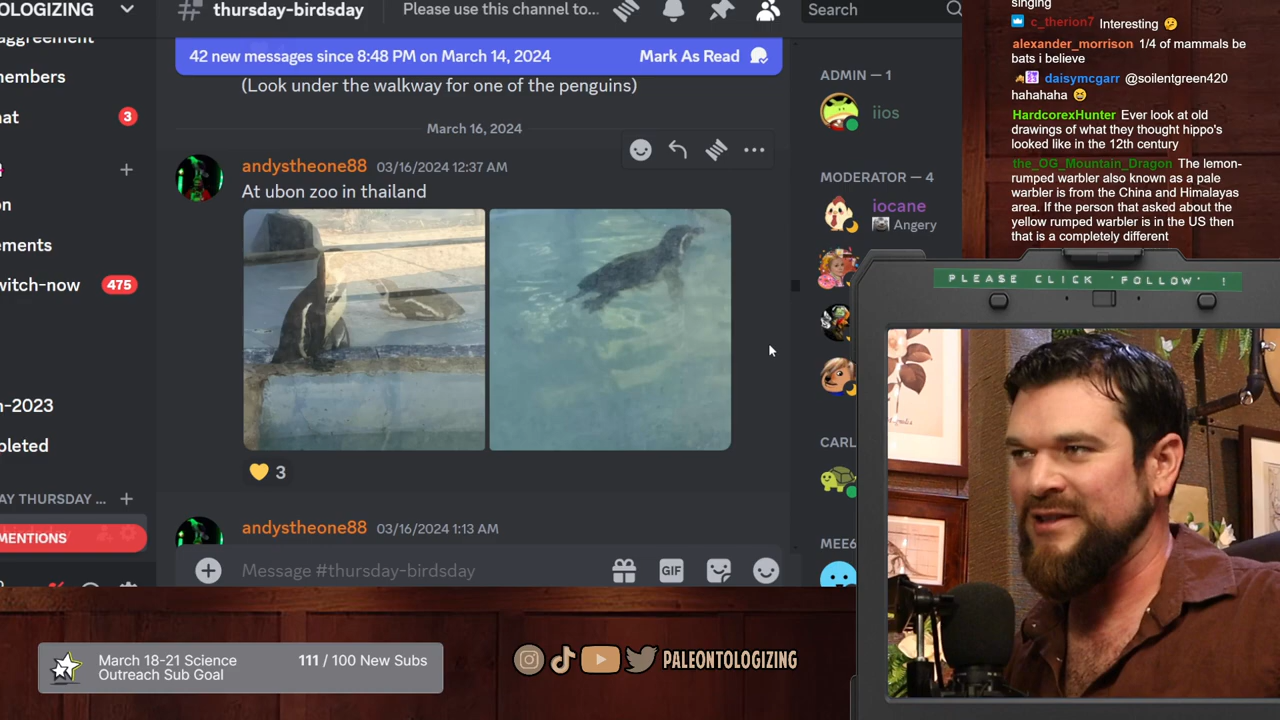 OLOGIZING
# thursday-birdsday
Please use this channel to...
Search
42 new messages since 8:48 PM on March 14, 2024
Mark As Read
(Look under the walkway for one of the penguins)
March 16, 2024
andystheone88 03/16/2024 12:37 AM
At ubon zoo in thailand
3
andystheone88 03/16/2024 1:13 AM
Message #thursday-birdsday
GIF
aggreement
embers
at
3
on
ements
witch-now
475
n-2023
pleted
AY THURSDAY ...
MENTIONS
ADMIN — 1
iios
MODERATOR — 4
iocane
Angery
CARL
MEE6
singing
c_therion7 Interesting
alexander_morrison 1/4 of mammals be
bats i believe
daisymcgarr @soilentgreen420
hahahaha
HardcorexHunter Ever look at old
drawings of what they thought hippo's
looked like in the 12th century
the_OG_Mountain_Dragon The lemon-
rumped warbler also known as a pale
warbler is from the China and Himalayas
area. If the person that asked about the
yellow rumped warbler is in the US then
that is a completely different
PLEASE CLICK 'FOLLOW' !
March 18-21 Science
Outreach Sub Goal
111 / 100 New Subs
PALEONTOLOGIZING